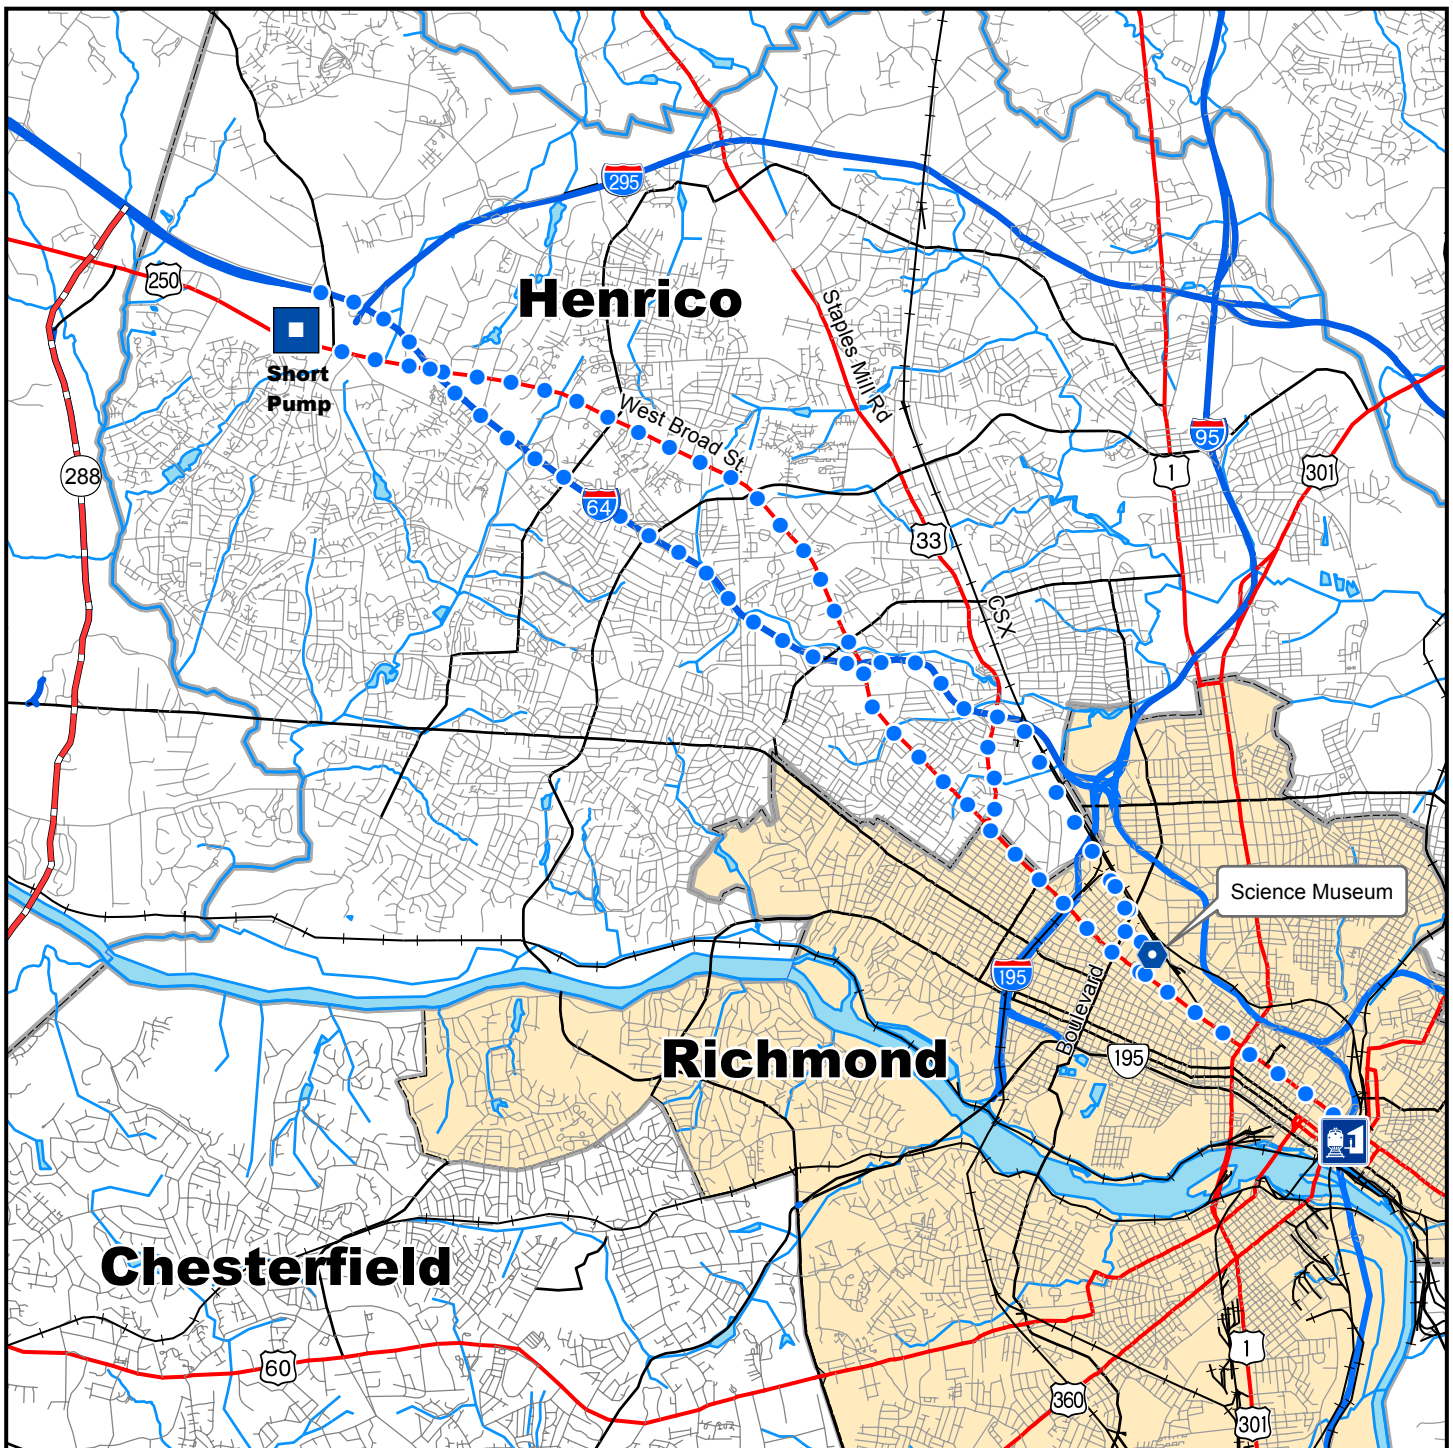 295
250
Henrico
Short
Pump
Staples Mill Rd
West Broad St.
95
1
301
288
64
33
CSX
Science Museum
195
Boulevard
Richmond
195
Chesterfield
60
1
360
301